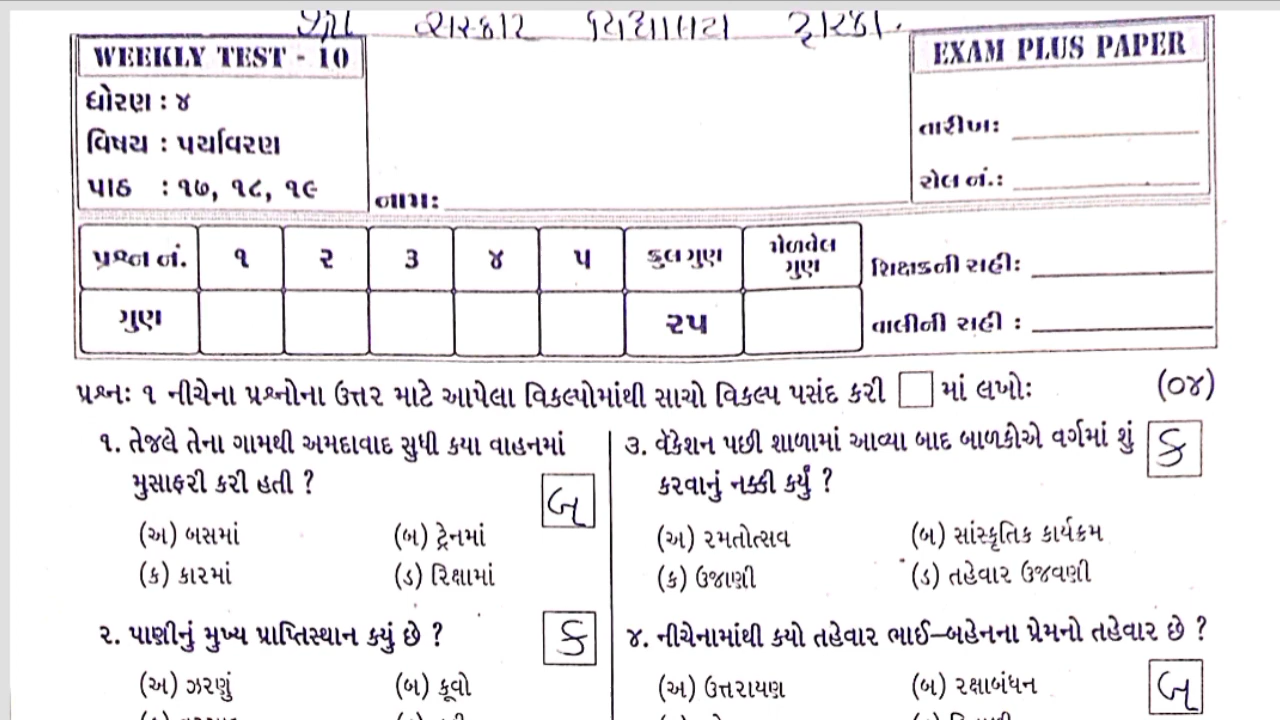 સરકાર વિદ્યાલય દ્વારકા.
WEEKLY TEST - 10
ધોરણ : ૪
વિષય : પર્યાવરણ
પાઠ : ૧૭, ૧૮, ૧૯
નામ:
EXAM PLUS PAPER
તારીખ:
રોલ નં.:
પ્રશ્ન નં. ૧ ૨ ૩ ૪ ૫ કુલ ગુણ મેળવેલ ગુણ
ગુણ ૨૫
શિક્ષકની સહી:
વાલીની સહી :
પ્રશ્ન: ૧ નીચેના પ્રશ્નોના ઉત્તર માટે આપેલા વિકલ્પોમાંથી સાચો વિકલ્પ પસંદ કરી માં લખો: (૦૪)
૧. તેજલે તેના ગામથી અમદાવાદ સુધી કયા વાહનમાં
મુસાફરી કરી હતી ? બ
(અ) બસમાં (બ) ટ્રેનમાં
(ક) કારમાં (ડ) રિક્ષામાં
૨. પાણીનું મુખ્ય પ્રાપ્તિસ્થાન કયું છે ? ક
(અ) ઝરણું (બ) કૂવો
૩. વૅકેશન પછી શાળામાં આવ્યા બાદ બાળકોએ વર્ગમાં શું ક
કરવાનું નક્કી કર્યું ?
(અ) રમતોત્સવ (બ) સાંસ્કૃતિક કાર્યક્રમ
(ક) ઉજાણી (ડ) તહેવાર ઉજવણી
૪. નીચેનામાંથી કયો તહેવાર ભાઈ–બહેનના પ્રેમનો તહેવાર છે ?
(અ) ઉત્તરાયણ (બ) રક્ષાબંધન બ